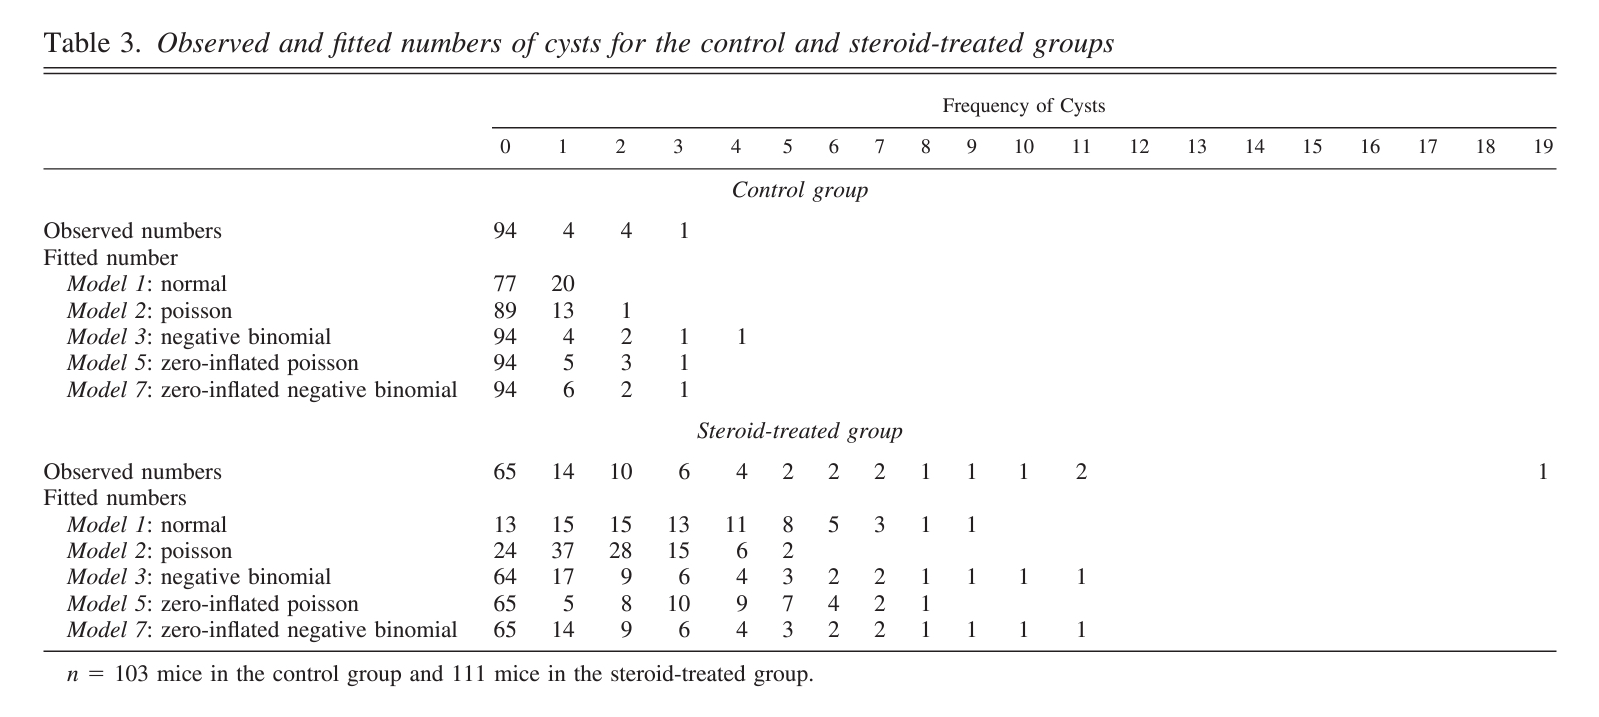 Table 3. Observed and fitted numbers of cysts for the control and steroid-treated groups
Frequency of Cysts
0 1 2 3 4 5 6 7 8 9 10 11 12 13 14 15 16 17 18 19
Control group
Observed numbers 94 4 4 1
Fitted number
Model 1: normal 77 20
Model 2: poisson 89 13 1
Model 3: negative binomial 94 4 2 1 1
Model 5: zero-inflated poisson 94 5 3 1
Model 7: zero-inflated negative binomial 94 6 2 1
Steroid-treated group
Observed numbers 65 14 10 6 4 2 2 2 1 1 1 2 1
Fitted numbers
Model 1: normal 13 15 15 13 11 8 5 3 1 1
Model 2: poisson 24 37 28 15 6 2
Model 3: negative binomial 64 17 9 6 4 3 2 2 1 1 1 1
Model 5: zero-inflated poisson 65 5 8 10 9 7 4 2 1
Model 7: zero-inflated negative binomial 65 14 9 6 4 3 2 2 1 1 1 1
n = 103 mice in the control group and 111 mice in the steroid-treated group.